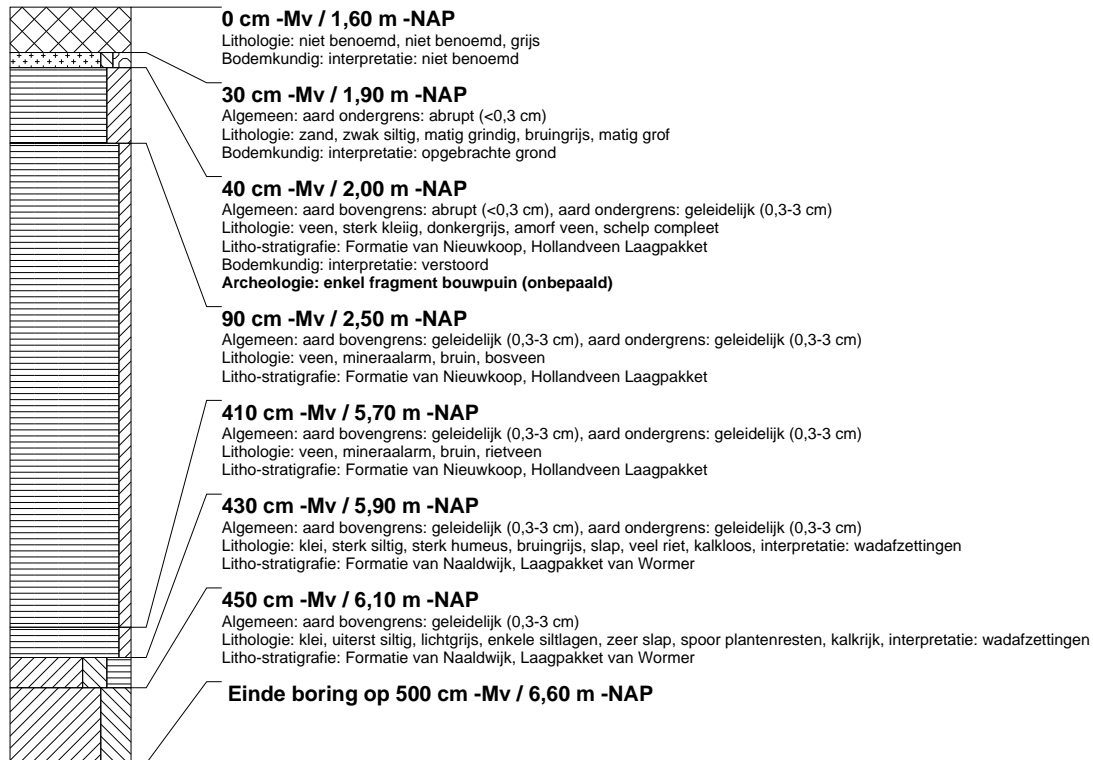 0 cm -Mv / 1,60 m -NAP
Lithologie: niet benoemd, niet benoemd, grijs
Bodemkundig: interpretatie: niet benoemd
30 cm -Mv / 1,90 m -NAP
Algemeen: aard ondergrens: abrupt (<0,3 cm)
Lithologie: zand, zwak siltig, matig grindig, bruingrijs, matig grof
Bodemkundig: interpretatie: opgebrachte grond
40 cm -Mv / 2,00 m -NAP
Algemeen: aard bovengrens: abrupt (<0,3 cm), aard ondergrens: geleidelijk (0,3-3 cm)
Lithologie: veen, sterk kleiig, donkergrijs, amorf veen, schelp compleet
Litho-stratigrafie: Formatie van Nieuwkoop, Hollandveen Laagpakket
Bodemkundig: interpretatie: verstoord
Archeologie: enkel fragment bouwpuin (onbepaald)
90 cm -Mv / 2,50 m -NAP
Algemeen: aard bovengrens: geleidelijk (0,3-3 cm), aard ondergrens: geleidelijk (0,3-3 cm)
Lithologie: veen, mineraalarm, bruin, bosveen
Litho-stratigrafie: Formatie van Nieuwkoop, Hollandveen Laagpakket
410 cm -Mv / 5,70 m -NAP
Algemeen: aard bovengrens: geleidelijk (0,3-3 cm), aard ondergrens: geleidelijk (0,3-3 cm)
Lithologie: veen, mineraalarm, bruin, rietveen
Litho-stratigrafie: Formatie van Nieuwkoop, Hollandveen Laagpakket
430 cm -Mv / 5,90 m -NAP
Algemeen: aard bovengrens: geleidelijk (0,3-3 cm), aard ondergrens: geleidelijk (0,3-3 cm)
Lithologie: klei, sterk siltig, sterk humeus, bruingrijs, slap, veel riet, kalkloos, interpretatie: wadafzettingen
Litho-stratigrafie: Formatie van Naaldwijk, Laagpakket van Wormer
450 cm -Mv / 6,10 m -NAP
Algemeen: aard bovengrens: geleidelijk (0,3-3 cm)
Lithologie: klei, uiterst siltig, lichtgrijs, enkele siltlagen, zeer slap, spoor plantenresten, kalkrijk, interpretatie: wadafzettingen
Litho-stratigrafie: Formatie van Naaldwijk, Laagpakket van Wormer
Einde boring op 500 cm -Mv / 6,60 m -NAP